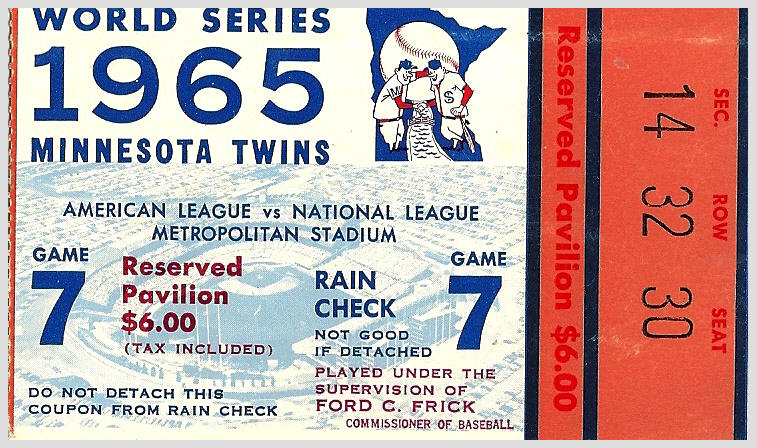 WORLD SERIES
1965
MINNESOTA TWINS
AMERICAN LEAGUE vs NATIONAL LEAGUE
METROPOLITAN STADIUM
GAME
7
Reserved
Pavilion
$6.00
(TAX INCLUDED)
RAIN
CHECK
NOT GOOD
IF DETACHED
GAME
7
DO NOT DETACH THIS
COUPON FROM RAIN CHECK
PLAYED UNDER THE
SUPERVISION OF
FORD C. FRICK
COMMISSIONER OF BASEBALL
Reserved Pavilion $6.00
SEC. ROW SEAT
14 32 30